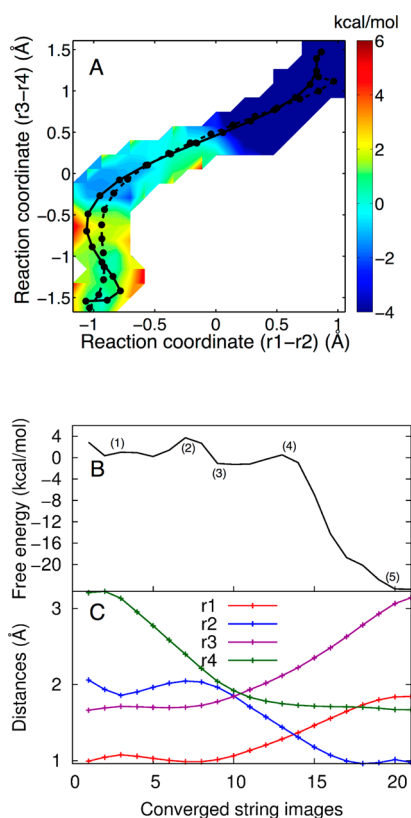 kcal/mol
A
Reaction coordinate (r3−r4) (Å)
1.5
1
0.5
0
−0.5
−1
−1.5
−1
−0.5
0
0.5
1
Reaction coordinate (r1−r2) (Å)
6
4
2
0
−2
−4
B
Free energy (kcal/mol)
4
0
−4
−8
−12
−16
−20
(1)
(2)
(3)
(4)
(5)
C
Distances (Å)
3
2
1
r1
r2
r3
r4
0
5
10
15
20
Converged string images